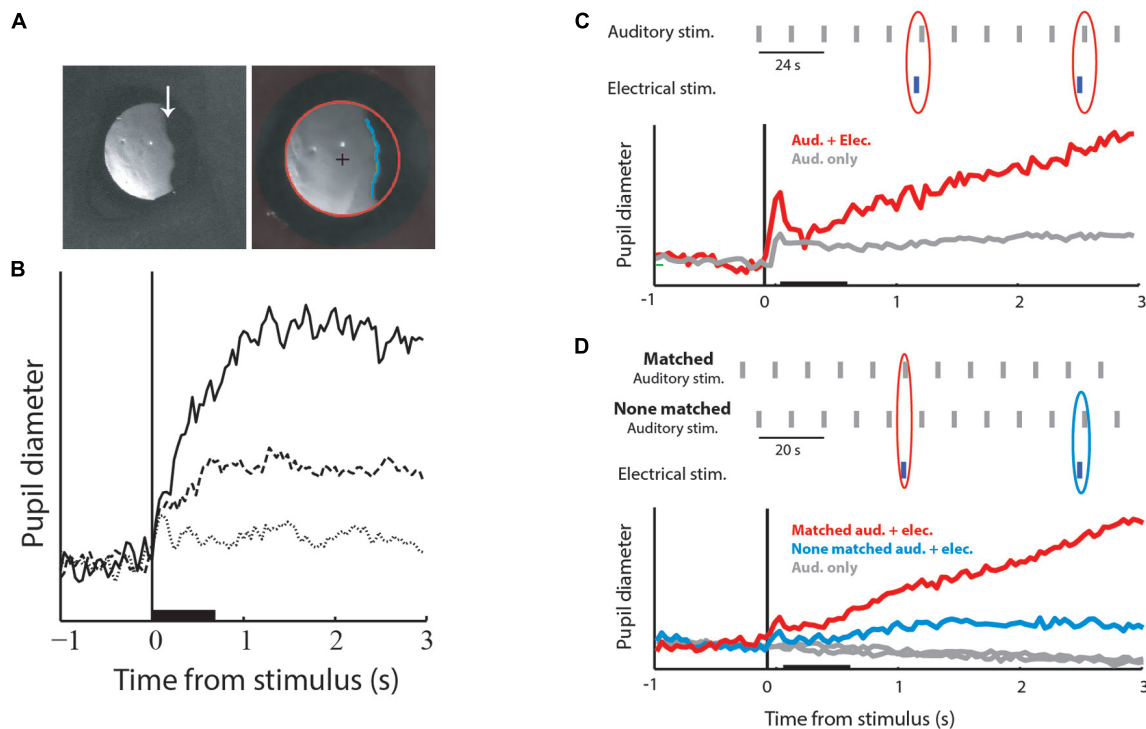 A
B
Pupil diameter
-1
0
1
2
3
Time from stimulus (s)
C
Auditory stim.
24 s
Electrical stim.
Aud. + Elec.
Aud. only
Pupil diameter
-1
0
1
2
3
D
Matched
Auditory stim.
None matched
Auditory stim.
20 s
Electrical stim.
Matched aud. + elec.
None matched aud. + elec.
Aud. only
Pupil diameter
-1
0
1
2
3
Time from stimulus (s)